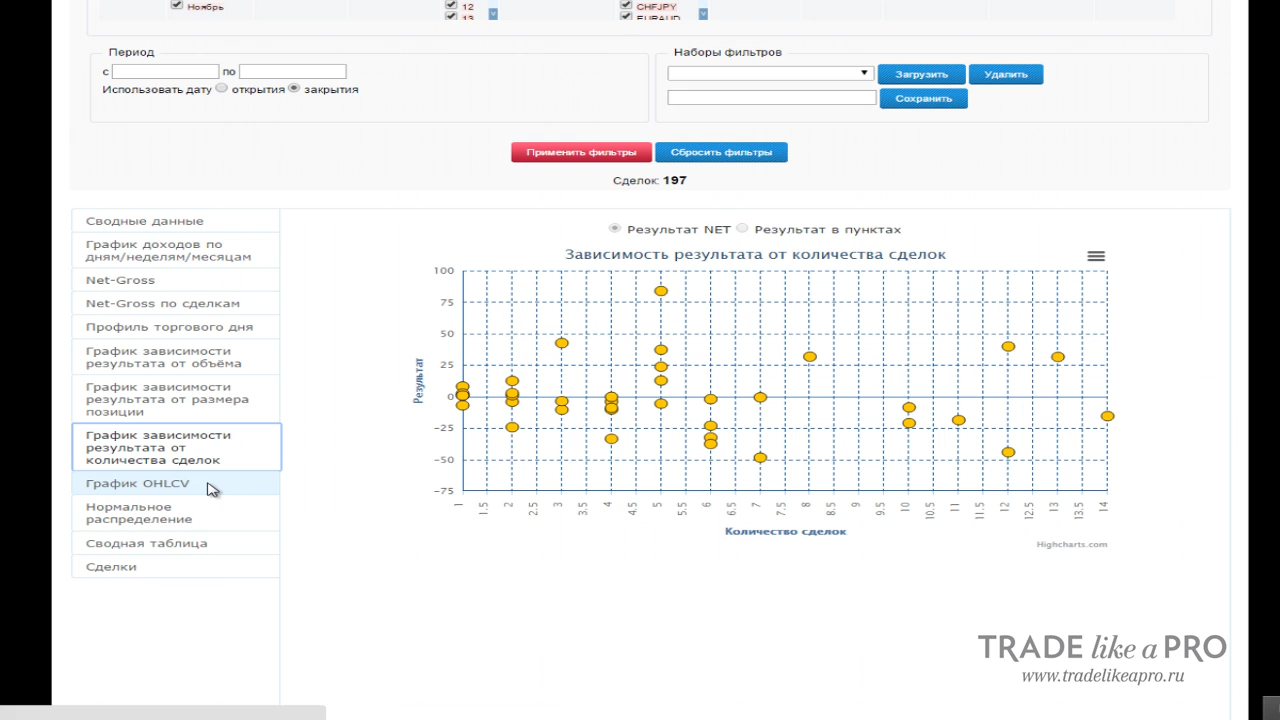 Ноябрь
12
CHFJPY
13
EURAUD
Период
Наборы фильтров
с по
Загрузить Удалить
Использовать дату открытия закрытия
Сохранить
Применить фильтры Сбросить фильтры
Сделок: 197
Сводные данные
График доходов по
дням/неделям/месяцам
Net-Gross
Net-Gross по сделкам
Профиль торгового дня
График зависимости
результата от объёма
График зависимости
результата от размера
позиции
График зависимости
результата от
количества сделок
График OHLCV
Нормальное
распределение
Сводная таблица
Сделки
Результат NET Результат в пунктах
Зависимость результата от количества сделок
100
75
50
25
0
-25
-50
-75
Результат
1 1.5 2 2.5 3 3.5 4 4.5 5 5.5 6 6.5 7 7.5 8 8.5 9 9.5 10 10.5 11 11.5 12 12.5 13 13.5 14
Количество сделок
Highcharts.com
TRADE like a PRO
www.tradelikeapro.ru